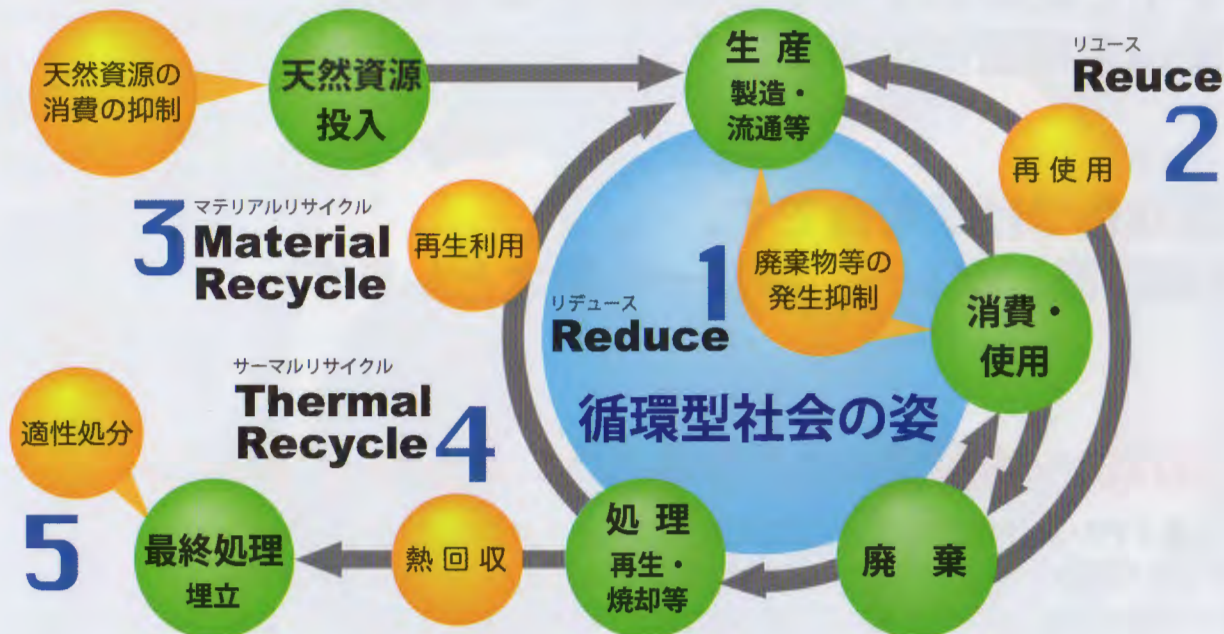 天然資源の
消費の抑制
天然資源
投入
生産
製造・
流通等
リユース
Reuce
2
再使用
3
マテリアルリサイクル
Material
Recycle
再生利用
1
リデュース
Reduce
廃棄物等の
発生抑制
消費・
使用
循環型社会の姿
サーマルリサイクル
Thermal
Recycle
4
適性処分
5
最終処理
埋立
熱回収
処理
再生・
焼却等
廃棄